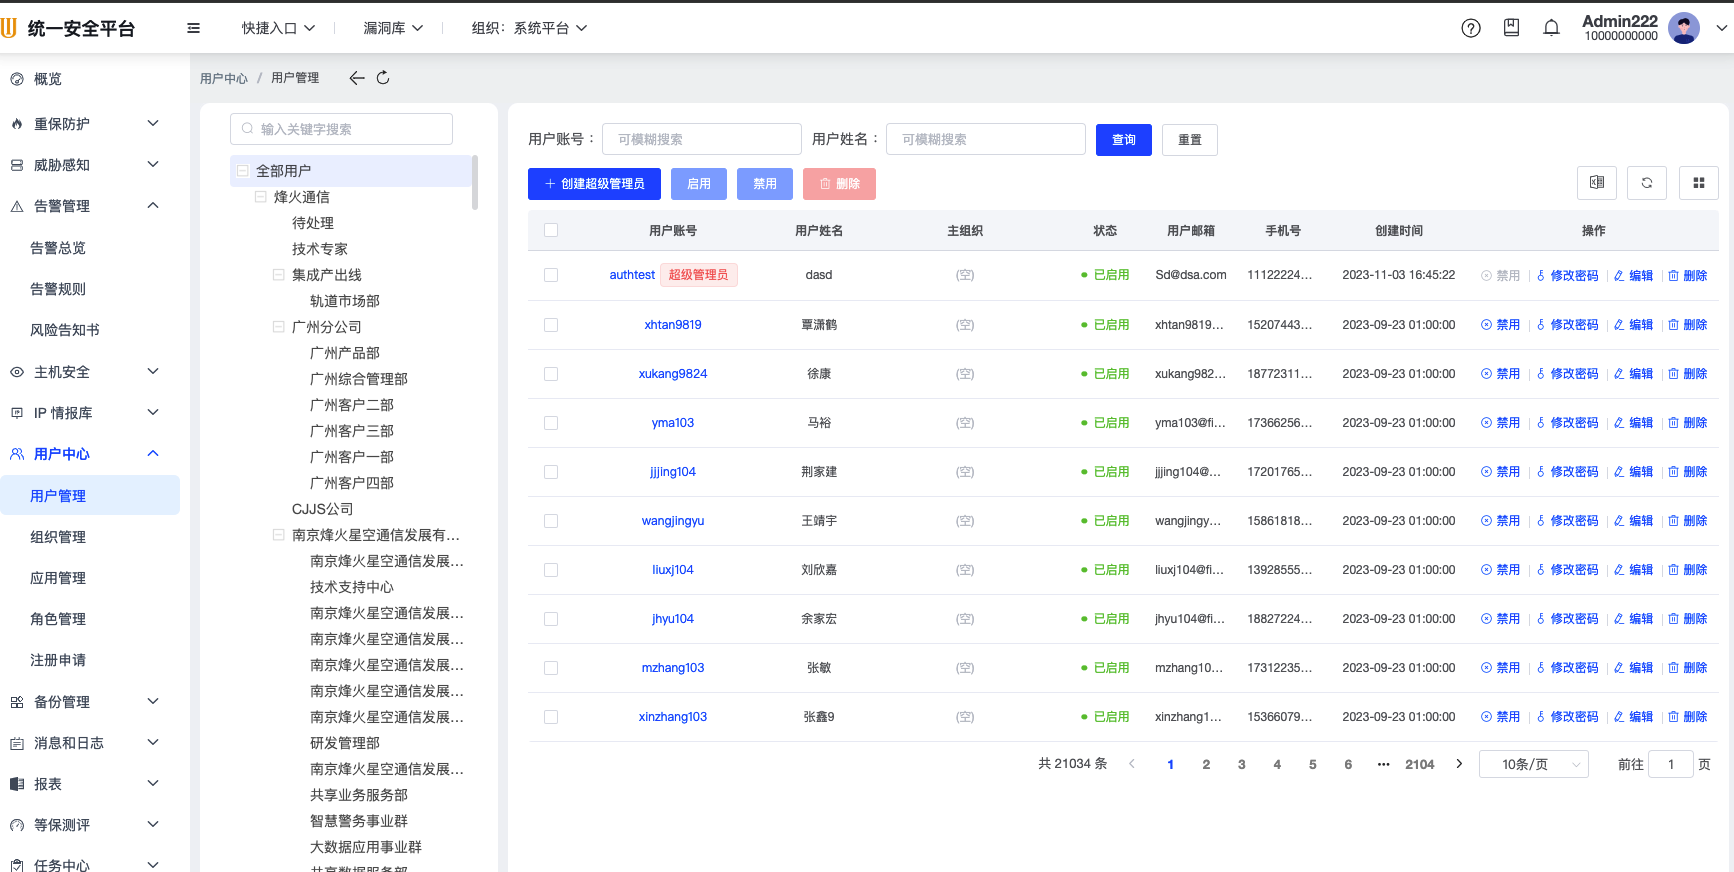 统一安全平台
快捷入口
漏洞库
组织：系统平台
Admin222
10000000000
概览
重保防护
威胁感知
告警管理
告警总览
告警规则
风险告知书
主机安全
IP 情报库
用户中心
用户管理
组织管理
应用管理
角色管理
注册申请
备份管理
消息和日志
报表
等保测评
任务中心
用户中心 / 用户管理
输入关键字搜索
全部用户
烽火通信
待处理
技术专家
集成产出线
轨道市场部
广州分公司
广州产品部
广州综合管理部
广州客户二部
广州客户三部
广州客户一部
广州客户四部
CJJS公司
南京烽火星空通信发展有...
南京烽火星空通信发展...
技术支持中心
南京烽火星空通信发展...
南京烽火星空通信发展...
南京烽火星空通信发展...
南京烽火星空通信发展...
南京烽火星空通信发展...
研发管理部
南京烽火星空通信发展...
共享业务服务部
智慧警务事业群
大数据应用事业群
共享数据服务部
用户账号： 可模糊搜索 用户姓名： 可模糊搜索 查询 重置
创建超级管理员 启用 禁用 删除
用户账号 用户姓名 主组织 状态 用户邮箱 手机号 创建时间 操作
authtest 超级管理员 dasd (空) 已启用 Sd@dsa.com 11122224... 2023-11-03 16:45:22 禁用 修改密码 编辑 删除
xhtan9819 覃潇鹤 (空) 已启用 xhtan9819... 15207443... 2023-09-23 01:00:00 禁用 修改密码 编辑 删除
xukang9824 徐康 (空) 已启用 xukang982... 18772311... 2023-09-23 01:00:00 禁用 修改密码 编辑 删除
yma103 马裕 (空) 已启用 yma103@fi... 17366256... 2023-09-23 01:00:00 禁用 修改密码 编辑 删除
jjjing104 荆家建 (空) 已启用 jjjing104@... 17201765... 2023-09-23 01:00:00 禁用 修改密码 编辑 删除
wangjingyu 王靖宇 (空) 已启用 wangjingy... 15861818... 2023-09-23 01:00:00 禁用 修改密码 编辑 删除
liuxj104 刘欣嘉 (空) 已启用 liuxj104@fi... 13928555... 2023-09-23 01:00:00 禁用 修改密码 编辑 删除
jhyu104 余家宏 (空) 已启用 jhyu104@fi... 18827224... 2023-09-23 01:00:00 禁用 修改密码 编辑 删除
mzhang103 张敏 (空) 已启用 mzhang10... 17312235... 2023-09-23 01:00:00 禁用 修改密码 编辑 删除
xinzhang103 张鑫9 (空) 已启用 xinzhang1... 15366079... 2023-09-23 01:00:00 禁用 修改密码 编辑 删除
共 21034 条 1 2 3 4 5 6 ... 2104 10条/页 前往 1 页